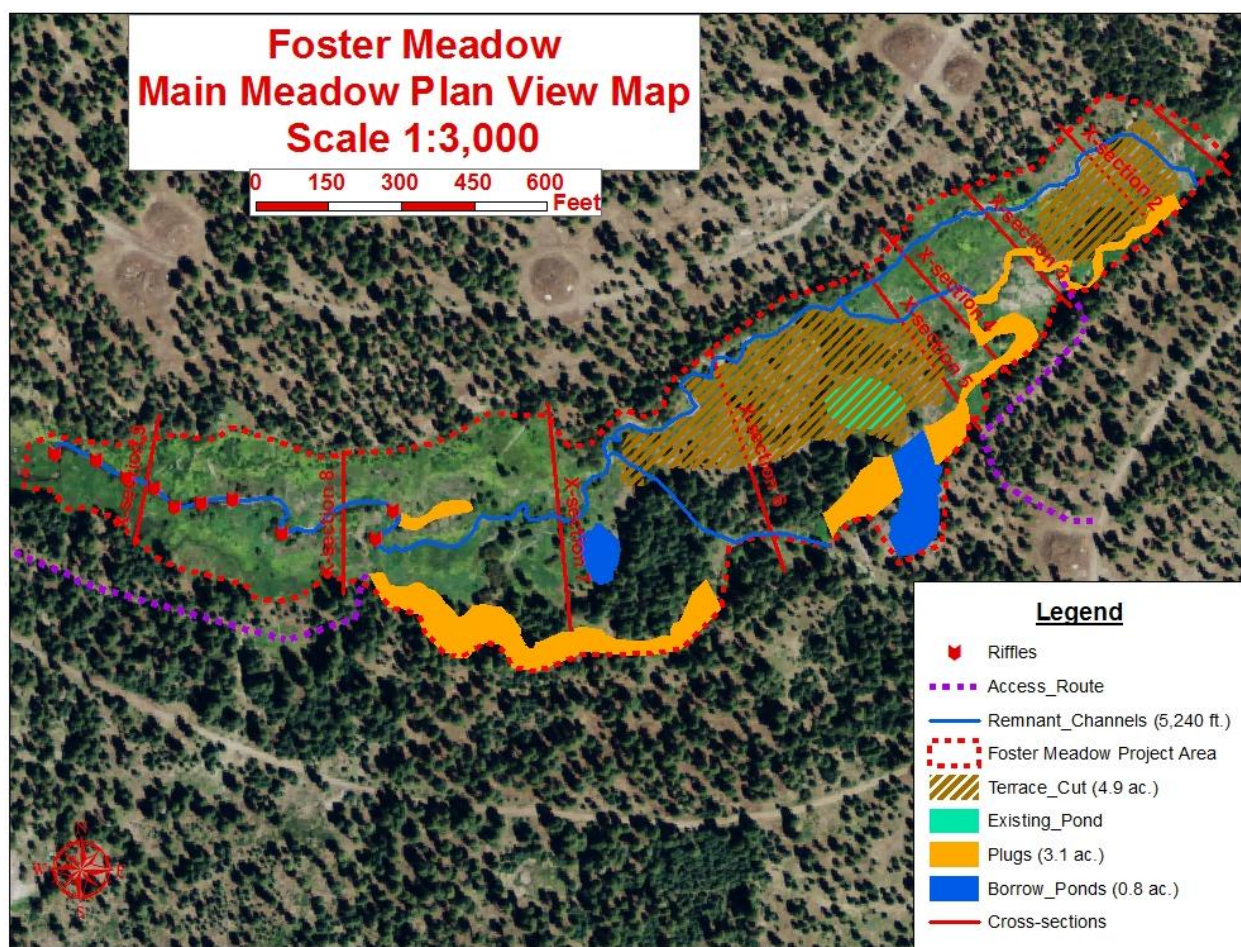 Foster Meadow
Main Meadow Plan View Map
Scale 1:3,000
0 150 300 450 600
Feet
X-section 2
X-section 3
X-section 4
X-section 5
X-section 6
X-section 7
X-section 8
X-section 9
N
W E
S
Legend
Riffles
Access_Route
Remnant_Channels (5,240 ft.)
Foster Meadow Project Area
Terrace_Cut (4.9 ac.)
Existing_Pond
Plugs (3.1 ac.)
Borrow_Ponds (0.8 ac.)
Cross-sections